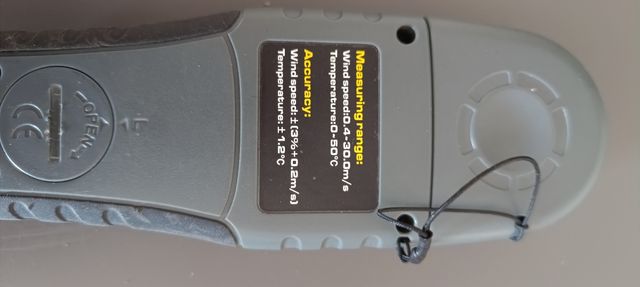 Measuring range:
Wind speed:0.4-30.0m/s
Temperature:0-50°C
Accuracy:
Wind speed: ±(3%+0.2m/s)
Temperature: ± 1.2°C
OPEN
CE